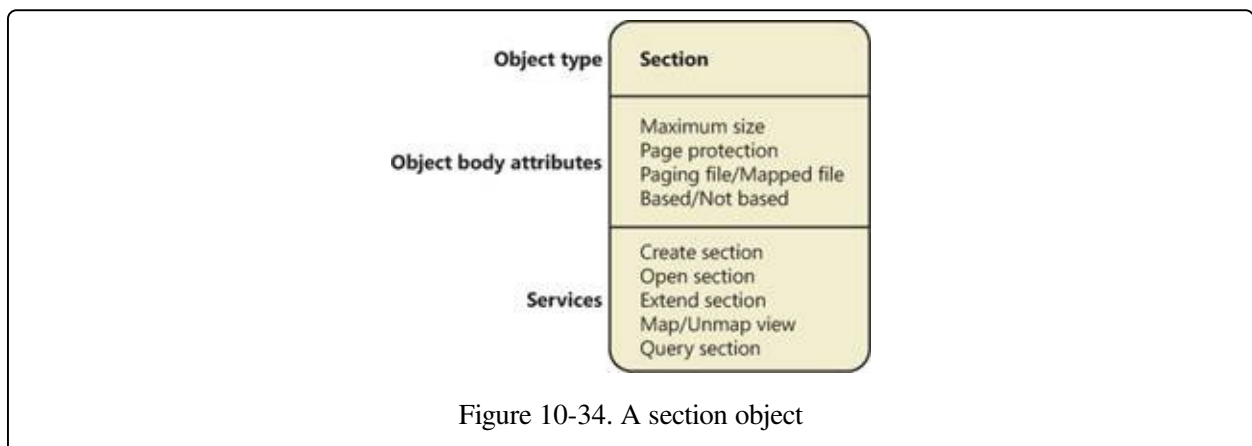 Object type
Section
Object body attributes
Maximum size
Page protection
Paging file/Mapped file
Based/Not based
Services
Create section
Open section
Extend section
Map/Unmap view
Query section
Figure 10-34. A section object